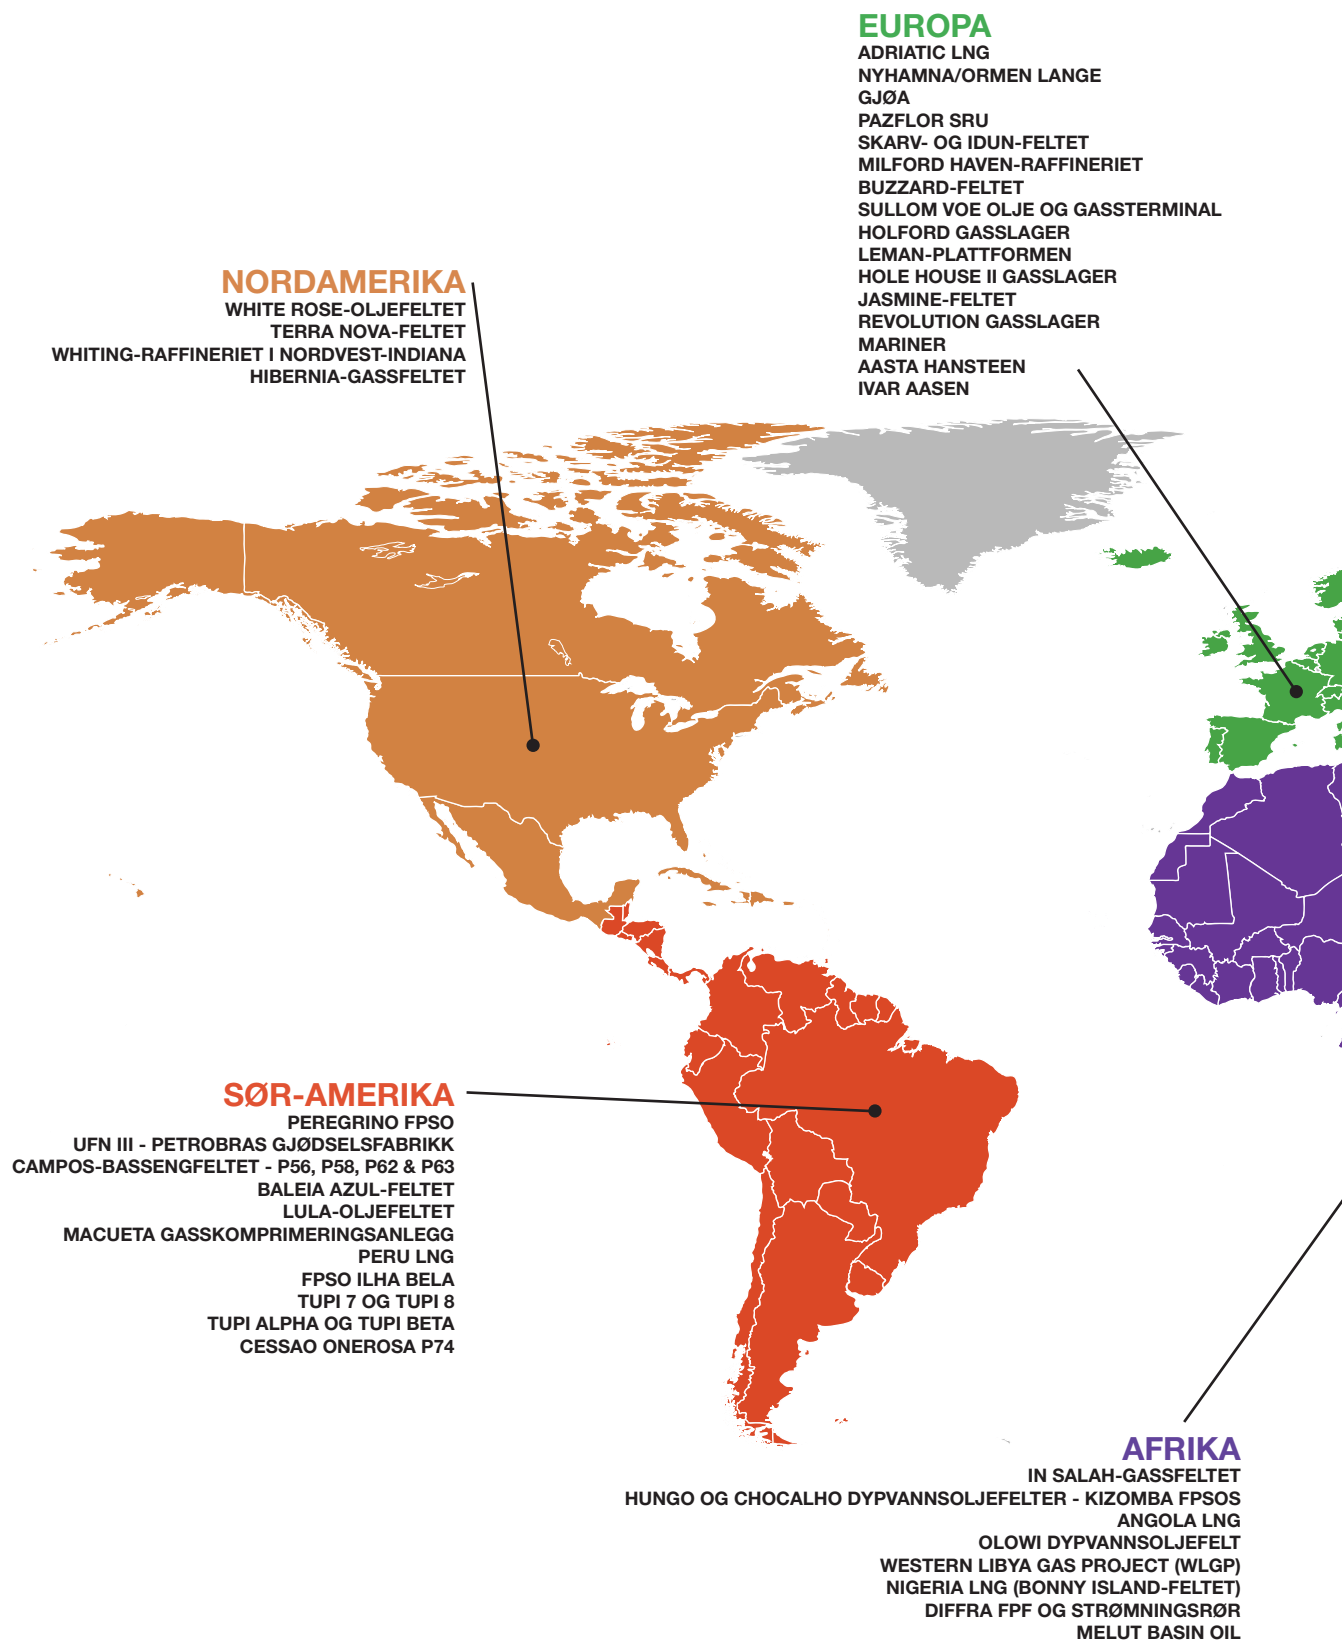 EUROPA
ADRIATIC LNG
NYHAMNA/ORMEN LANGE
GJØA
PAZFLOR SRU
SKARV- OG IDUN-FELTET
MILFORD HAVEN-RAFFINERIET
BUZZARD-FELTET
SULLOM VOE OLJE OG GASSTERMINAL
HOLFORD GASSLAGER
LEMAN-PLATTFORMEN
HOLE HOUSE II GASSLAGER
JASMINE-FELTET
REVOLUTION GASSLAGER
MARINER
AASTA HANSTEEN
IVAR AASEN
NORDAMERIKA
WHITE ROSE-OLJEFELTET
TERRA NOVA-FELTET
WHITING-RAFFINERIET I NORDVEST-INDIANA
HIBERNIA-GASSFELTET
SØR-AMERIKA
PEREGRINO FPSO
UFN III - PETROBRAS GJØDSELSFABRIKK
CAMPOS-BASSENGFELTET - P56, P58, P62 & P63
BALEIA AZUL-FELTET
LULA-OLJEFELTET
MACUETA GASSKOMPRIMERINGSANLEGG
PERU LNG
FPSO ILHA BELA
TUPI 7 OG TUPI 8
TUPI ALPHA OG TUPI BETA
CESSAO ONEROSA P74
AFRIKA
IN SALAH-GASSFELTET
HUNGO OG CHOCALHO DYPVANNSOLJEFELTER - KIZOMBA FPSOS
ANGOLA LNG
OLOWI DYPVANNSOLJEFELT
WESTERN LIBYA GAS PROJECT (WLGP)
NIGERIA LNG (BONNY ISLAND-FELTET)
DIFFRA FPF OG STRØMNINGSRØR
MELUT BASIN OIL